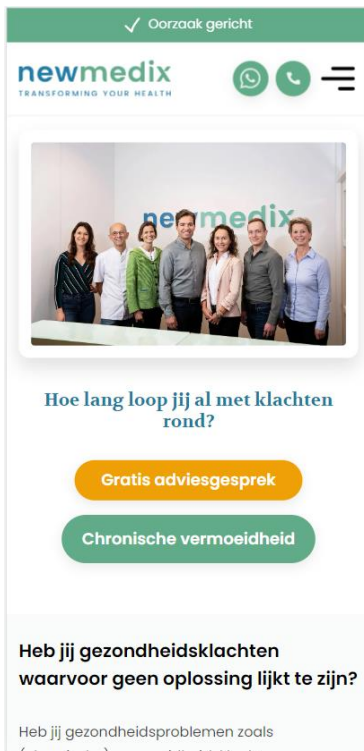 Oorzaak gericht
newmedix
TRANSFORMING YOUR HEALTH
newmedix
Hoe lang loop jij al met klachten
rond?
Gratis adviesgesprek
Chronische vermoeidheid
Heb jij gezondheidsklachten
waarvoor geen oplossing lijkt te zijn?
Heb jij gezondheidsproblemen zoals